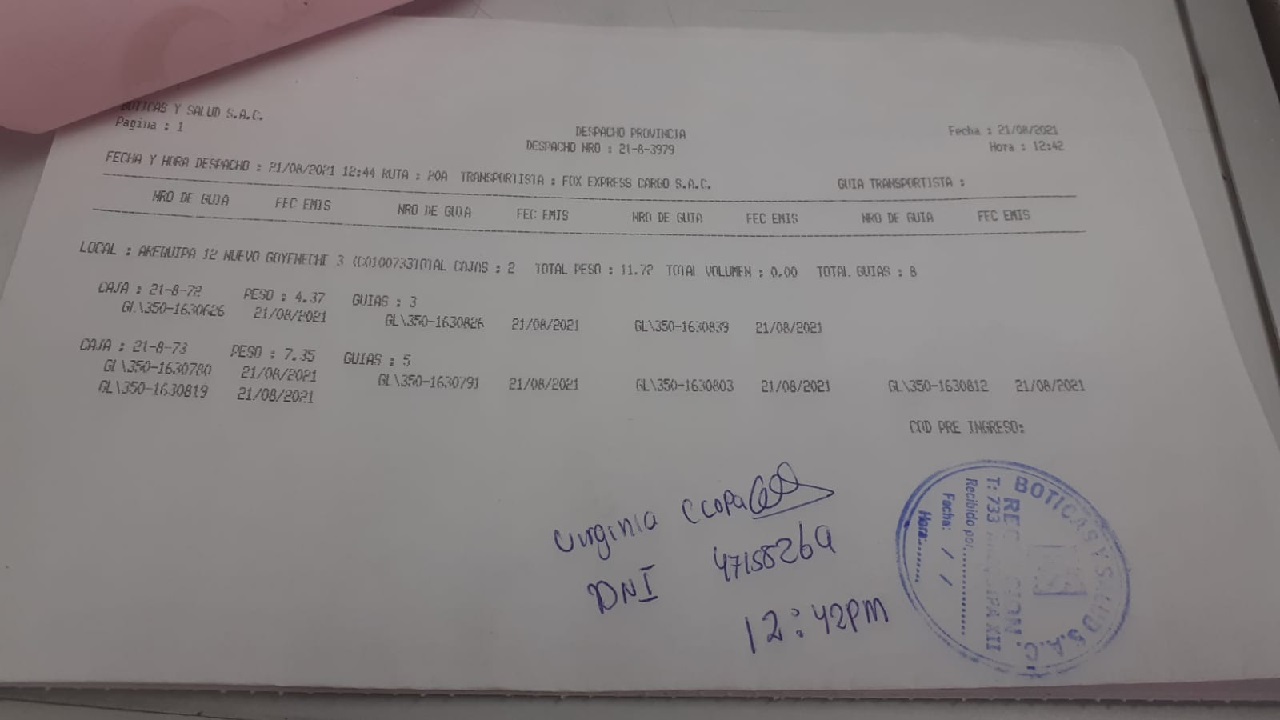 BOTICAS Y SALUD S.A.C.
Pagina : 1
DESPACHO PROVINCIA
DESPACHO NRO : 21-8-3979
Fecha : 21/08/2021
Hora : 12:42
FECHA Y HORA DESPACHO : 21/08/2021 12:44 RUTA : 20A TRANSPORTISTA : FOX EXPRESS CARGO S.A.C. GUIA TRANSPORTISTA :
NRO DE GUIA FEC EMIS NRO DE GUIA FEC EMIS NRO DE GUIA FEC EMIS NRO DE GUIA FEC EMIS
LOCAL : AREQUIPA 12 NUEVO GOYENECHE 3 (C0100733)TAL CAJAS : 2 TOTAL PESO : 11.72 TOTAL VOLUMEN : 0.00 TOTAL GUIAS : 8
CAJA : 21-8-72 PESO : 4.37 GUIAS : 3
GL\350-1630626 21/08/2021 GL\350-1630826 21/08/2021 GL\350-1630839 21/08/2021
CAJA : 21-8-73 PESO : 7.35 GUIAS : 5
GL\350-1630780 21/08/2021 GL\350-1630791 21/08/2021 GL\350-1630803 21/08/2021 GL\350-1630812 21/08/2021
GL\350-1630819 21/08/2021
COD PRE INGRESO:
Virginia Ccopa
DNI 47158269
12:42PM
BOTICAS Y SALUD S.A.C.
T: 733 XII
Recibido por:
Fecha: / /
Hora: